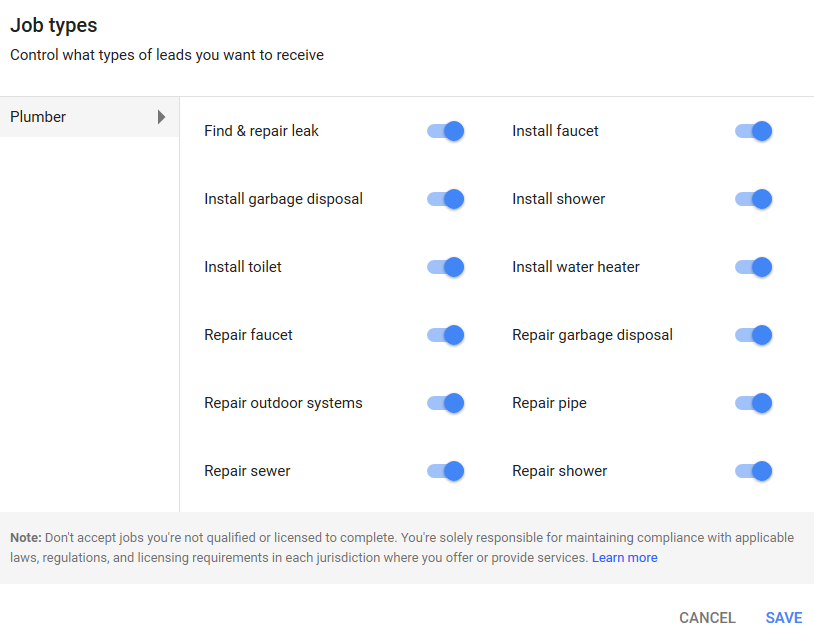 Job types
Control what types of leads you want to receive
Plumber
Find & repair leak
Install faucet
Install garbage disposal
Install shower
Install toilet
Install water heater
Repair faucet
Repair garbage disposal
Repair outdoor systems
Repair pipe
Repair sewer
Repair shower
Note: Don't accept jobs you're not qualified or licensed to complete. You're solely responsible for maintaining compliance with applicable
laws, regulations, and licensing requirements in each jurisdiction where you offer or provide services. Learn more
CANCEL
SAVE